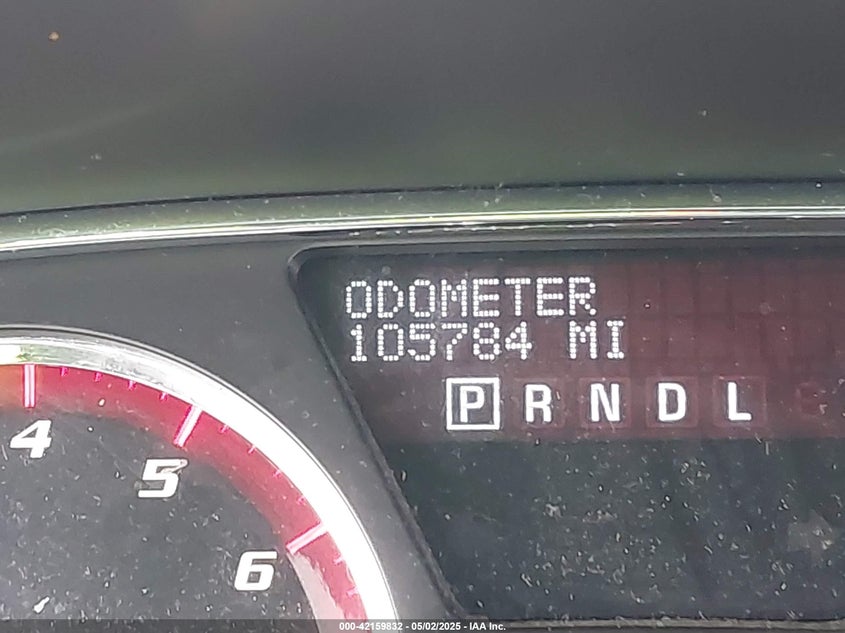 ODOMETER
105784 MI
P R N D L
4
5
6
000-42159832 - 05/02/2025 - IAA Inc.